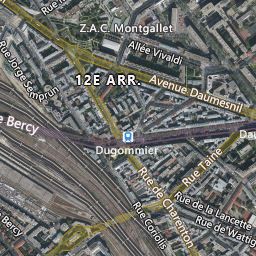 Z.A.C. Montgallet
Allée Vivaldi
Rue Jorge Semprun
12E ARR.
Avenue Daumesnil
e Bercy
Dugommier
Dau
Rue Taine
Rue de Charenton
Rue Coriolis
Rue de la Lancette
Rue de Wattig
Bercy